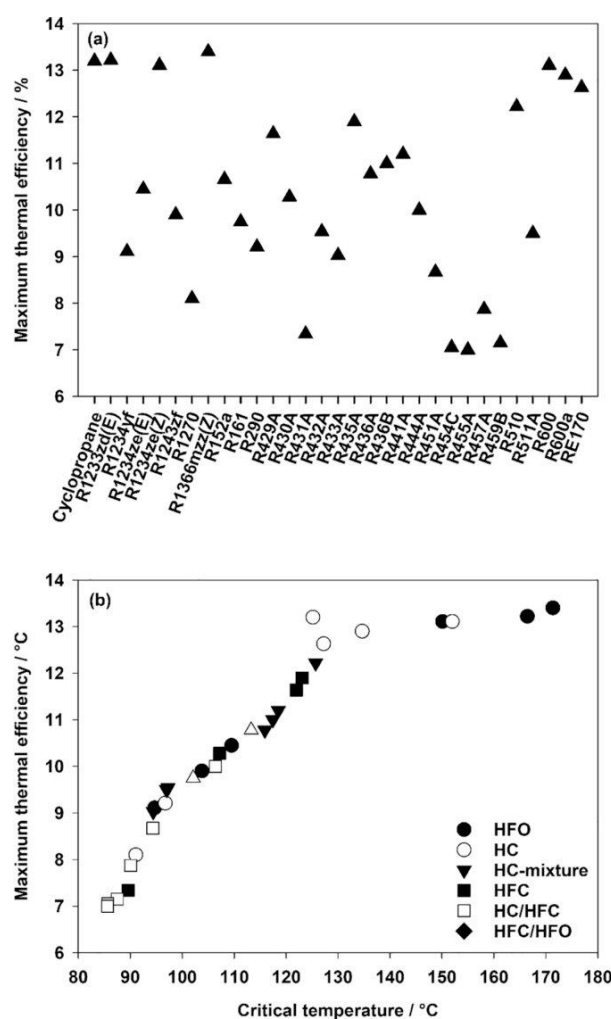 (a)
Maximum thermal efficiency / %
14
13
12
11
10
9
8
7
6
Cyclopropane
R1233zd(E)
R1234yf
R1234ze(E)
R1234ze(Z)
R1243zf
R1270
R1366mzz(Z)
R152a
R161
R290
R429A
R430A
R431A
R432A
R433A
R435A
R436A
R436B
R441A
R444A
R451A
R454C
R455A
R457A
R459B
R510
R511A
R600
R600a
RE170
(b)
Maximum thermal efficiency / °C
14
13
12
11
10
9
8
7
6
HFO
HC
HC-mixture
HFC
HC/HFC
HFC/HFO
80 90 100 110 120 130 140 150 160 170 180
Critical temperature / °C